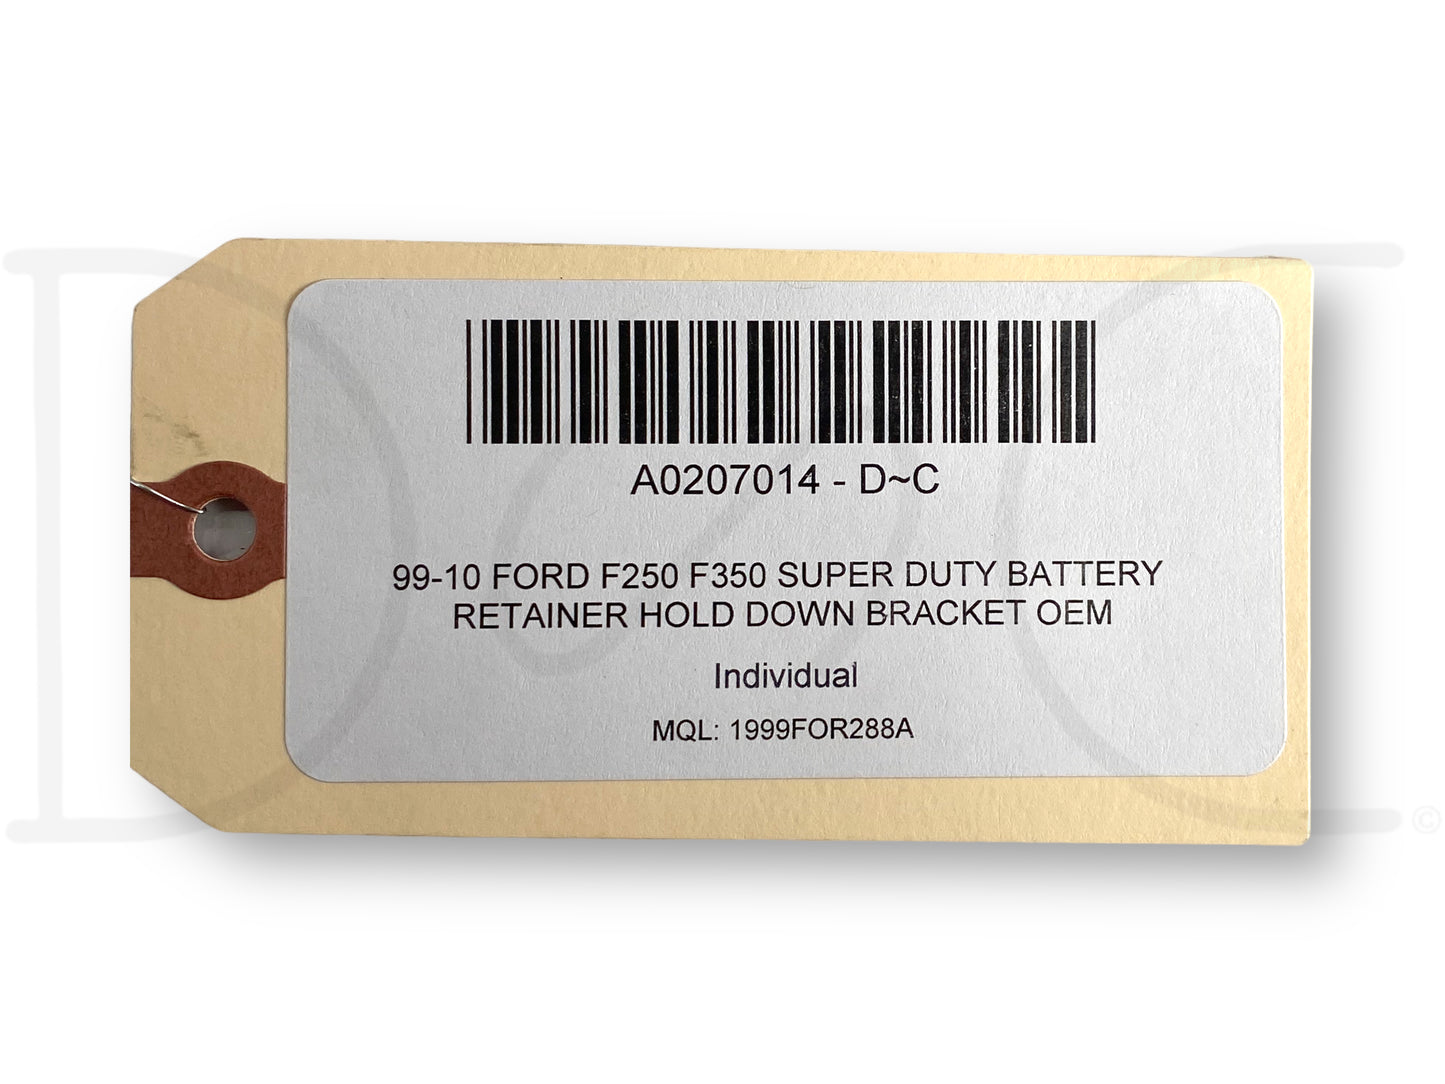 A0207014 - D~C
99-10 FORD F250 F350 SUPER DUTY BATTERY
RETAINER HOLD DOWN BRACKET OEM
Individual
MQL: 1999FOR288A
D C ©